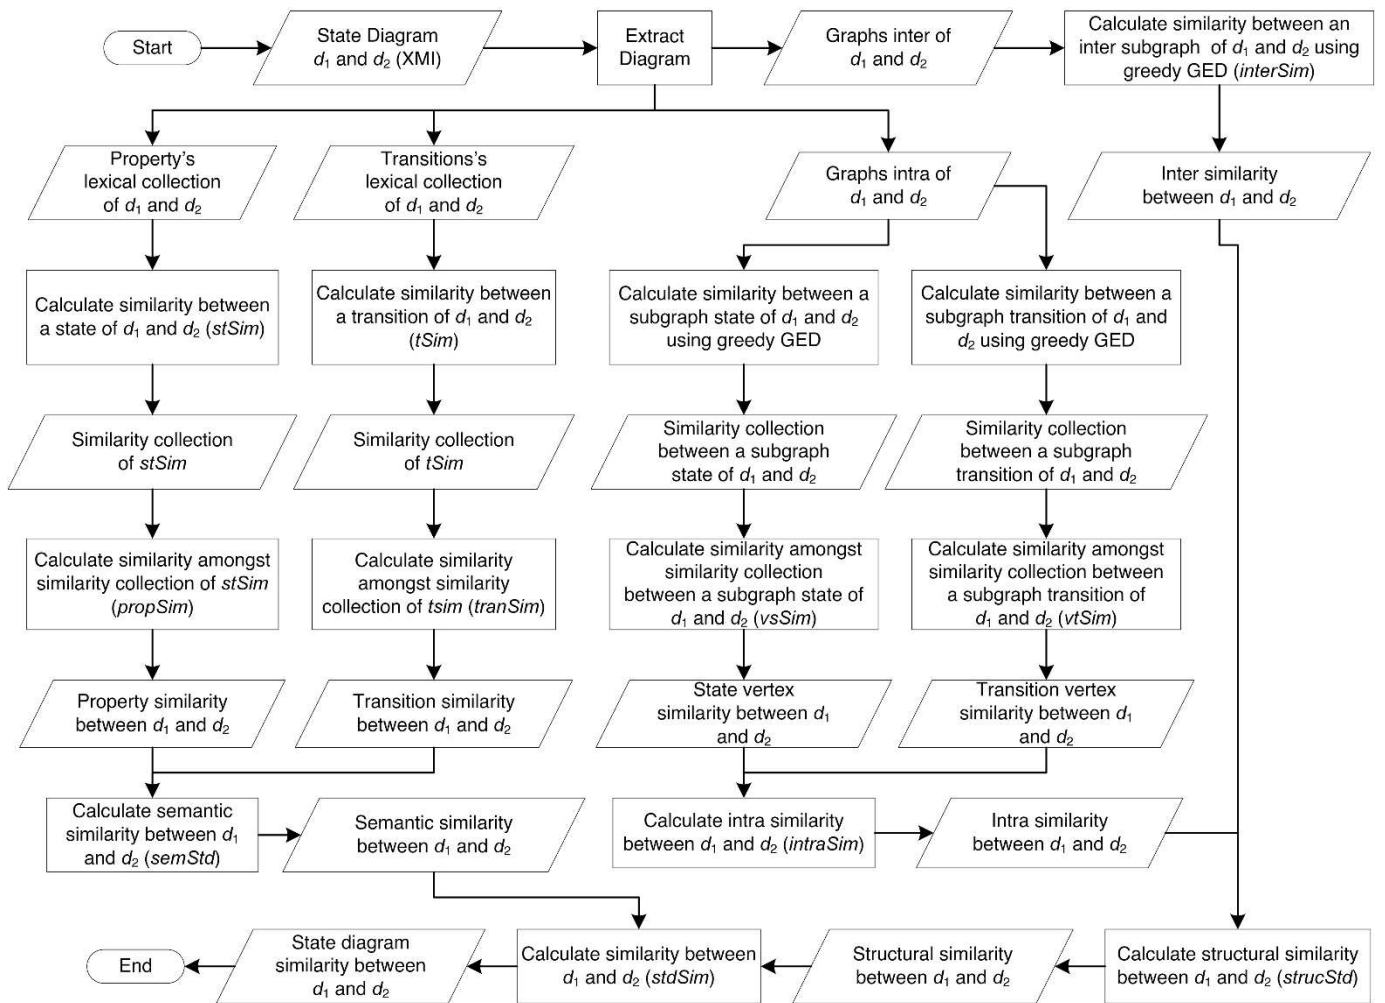 Start
State Diagram
d₁ and d₂ (XMI)
Extract
Diagram
Graphs inter of
d₁ and d₂
Calculate similarity between an
inter subgraph of d₁ and d₂ using
greedy GED (interSim)
Property's
lexical collection
of d₁ and d₂
Transitions's
lexical collection
of d₁ and d₂
Graphs intra of
d₁ and d₂
Inter similarity
between d₁ and d₂
Calculate similarity between
a state of d₁ and d₂ (stSim)
Calculate similarity between
a transition of d₁ and d₂
(tSim)
Calculate similarity between a
subgraph state of d₁ and d₂
using greedy GED
Calculate similarity between a
subgraph transition of d₁ and
d₂ using greedy GED
Similarity collection
of stSim
Similarity collection
of tSim
Similarity collection
between a subgraph
state of d₁ and d₂
Similarity collection
between a subgraph
transition of d₁ and d₂
Calculate similarity amongst
similarity collection of stSim
(propSim)
Calculate similarity
amongst similarity
collection of tsim (tranSim)
Calculate similarity amongst
similarity collection
between a subgraph state of
d₁ and d₂ (vsSim)
Calculate similarity amongst
similarity collection between
a subgraph transition of
d₁ and d₂ (vtSim)
Property similarity
between d₁ and d₂
Transition similarity
between d₁ and d₂
State vertex
similarity between d₁
and d₂
Transition vertex
similarity between d₁
and d₂
Calculate semantic
similarity between d₁
and d₂ (semStd)
Semantic similarity
between d₁ and d₂
Calculate intra similarity
between d₁ and d₂ (intraSim)
Intra similarity
between d₁ and d₂
End
State diagram
similarity between
d₁ and d₂
Calculate similarity between
d₁ and d₂ (stdSim)
Structural similarity
between d₁ and d₂
Calculate structural similarity
between d₁ and d₂ (strucStd)